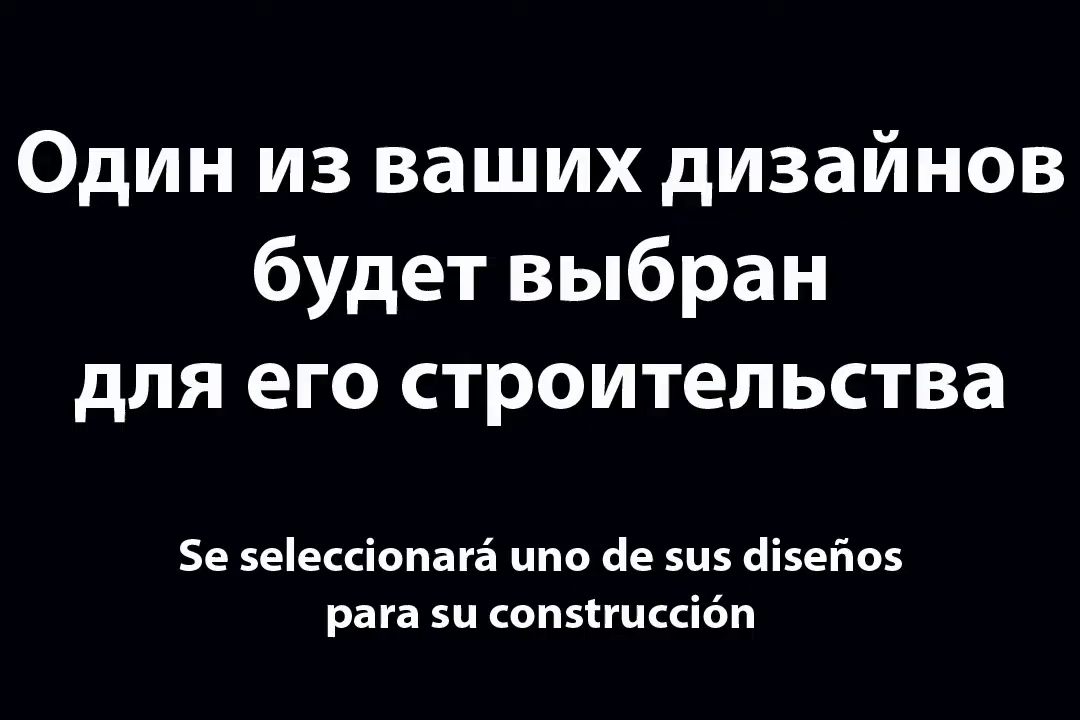 Один из ваших дизайнов
будет выбран
для его строительства
Se seleccionará uno de sus diseños
para su construcción